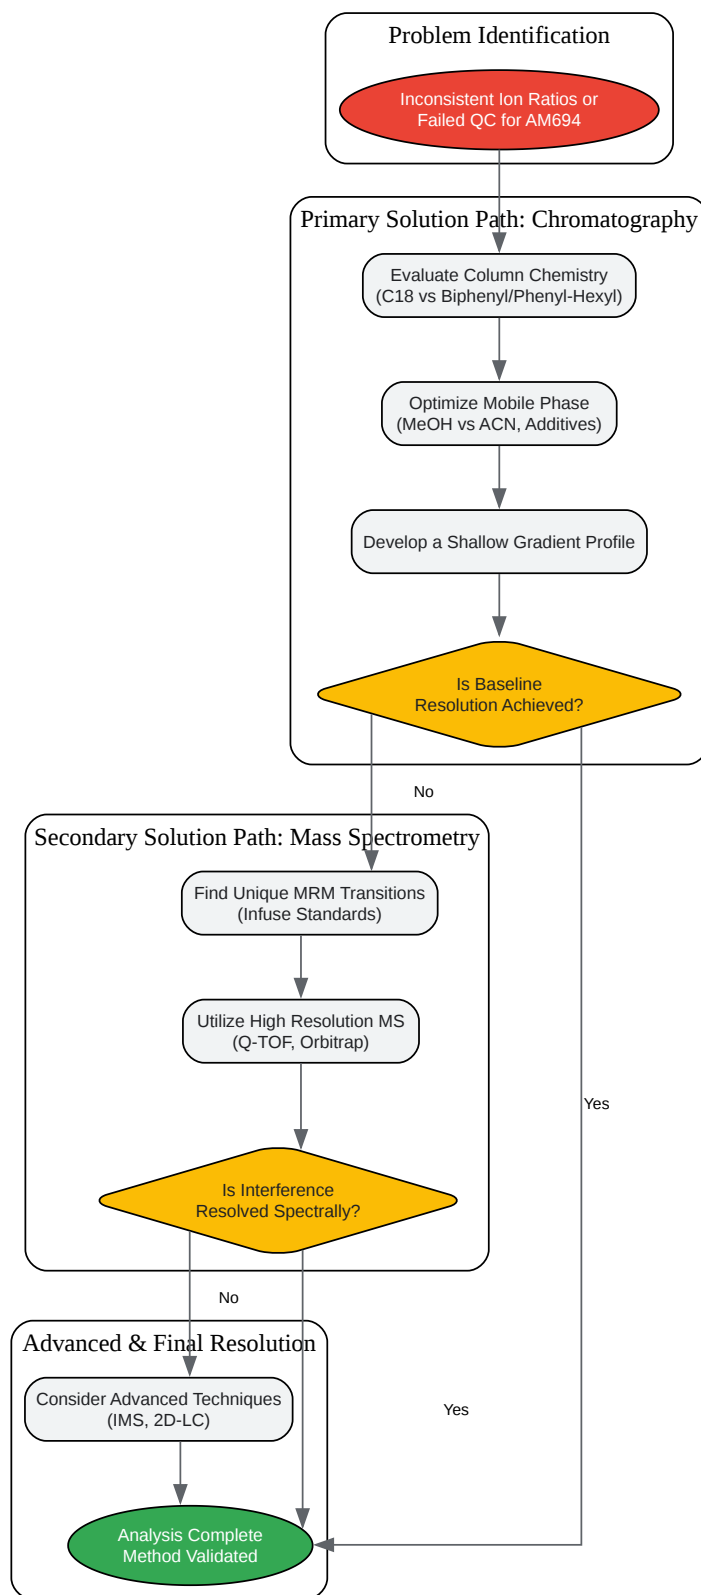 Problem Identification
Inconsistent Ion Ratios or
Failed QC for AM694
Primary Solution Path: Chromatography
Evaluate Column Chemistry
(C18 vs Biphenyl/Phenyl-Hexyl)
Optimize Mobile Phase
(MeOH vs ACN, Additives)
Develop a Shallow Gradient Profile
Is Baseline
Resolution Achieved?
No
Secondary Solution Path: Mass Spectrometry
Find Unique MRM Transitions
(Infuse Standards)
Utilize High Resolution MS
(Q-TOF, Orbitrap)
Yes
Is Interference
Resolved Spectrally?
No
Advanced & Final Resolution
Consider Advanced Techniques
(IMS, 2D-LC)
Yes
Analysis Complete
Method Validated